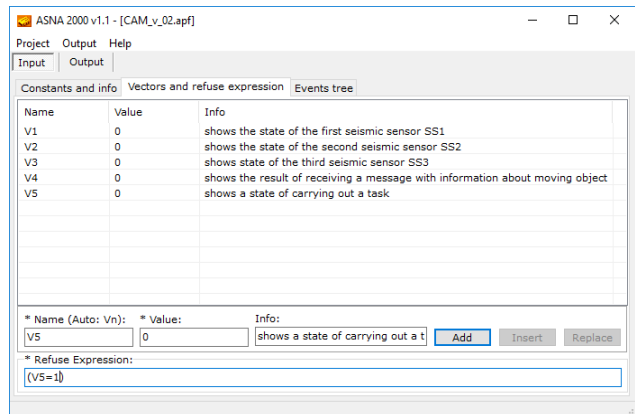 ASNA 2000 v1.1 - [CAM_v_02.apf]
Project Output Help
Input Output
Constants and info Vectors and refuse expression Events tree
Name Value Info
V1 0 shows the state of the first seismic sensor SS1
V2 0 shows the state of the second seismic sensor SS2
V3 0 shows state of the third seismic sensor SS3
V4 0 shows the result of receiving a message with information about moving object
V5 0 shows a state of carrying out a task
* Name (Auto: Vn): * Value: Info:
V5 0 shows a state of carrying out a t Add Insert Replace
* Refuse Expression:
(V5=1)